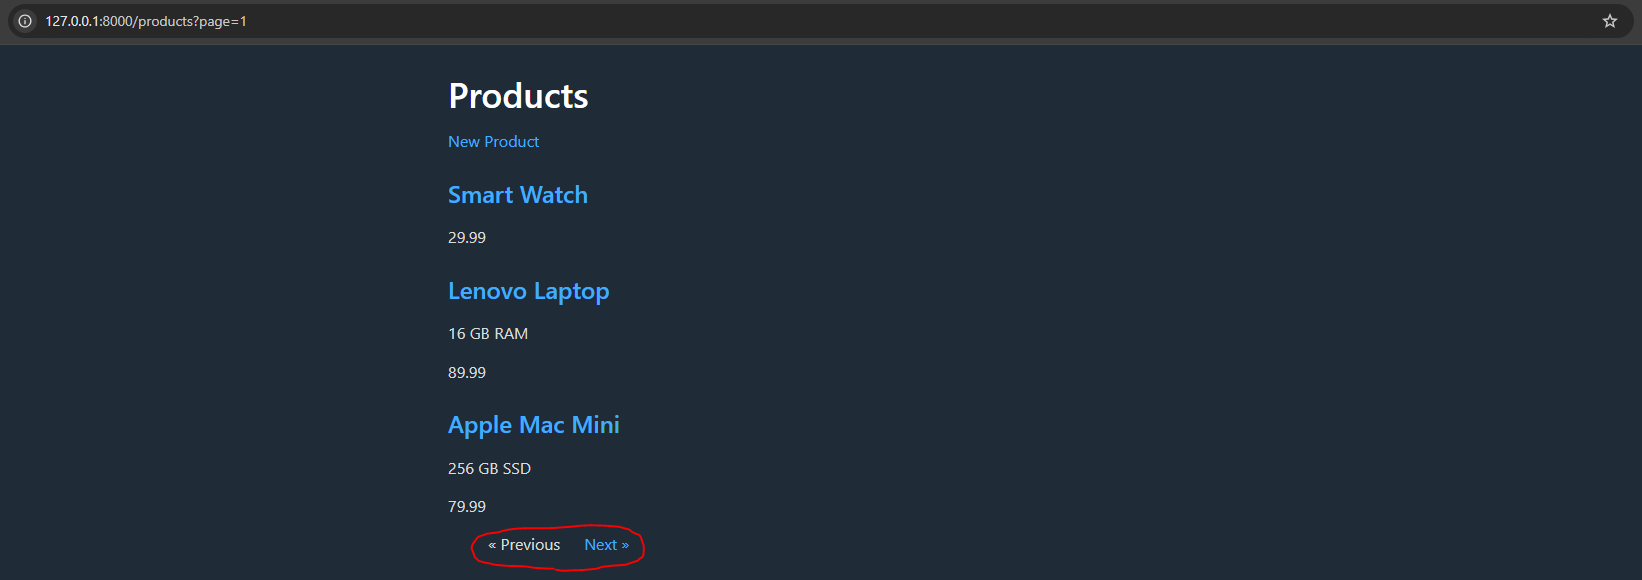 127.0.0.1:8000/products?page=1
Products
New Product
Smart Watch
29.99
Lenovo Laptop
16 GB RAM
89.99
Apple Mac Mini
256 GB SSD
79.99
« Previous Next »